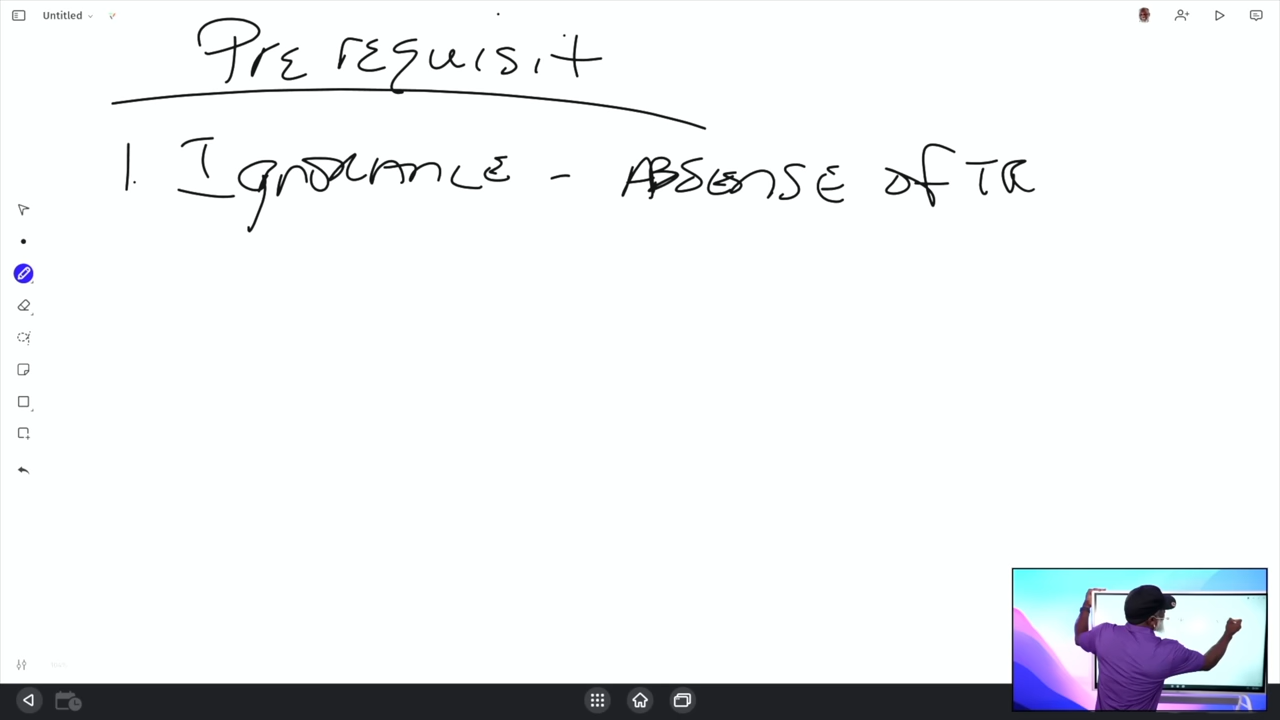 Untitled
Prerequisit
1. Ignorance - Absense of TR